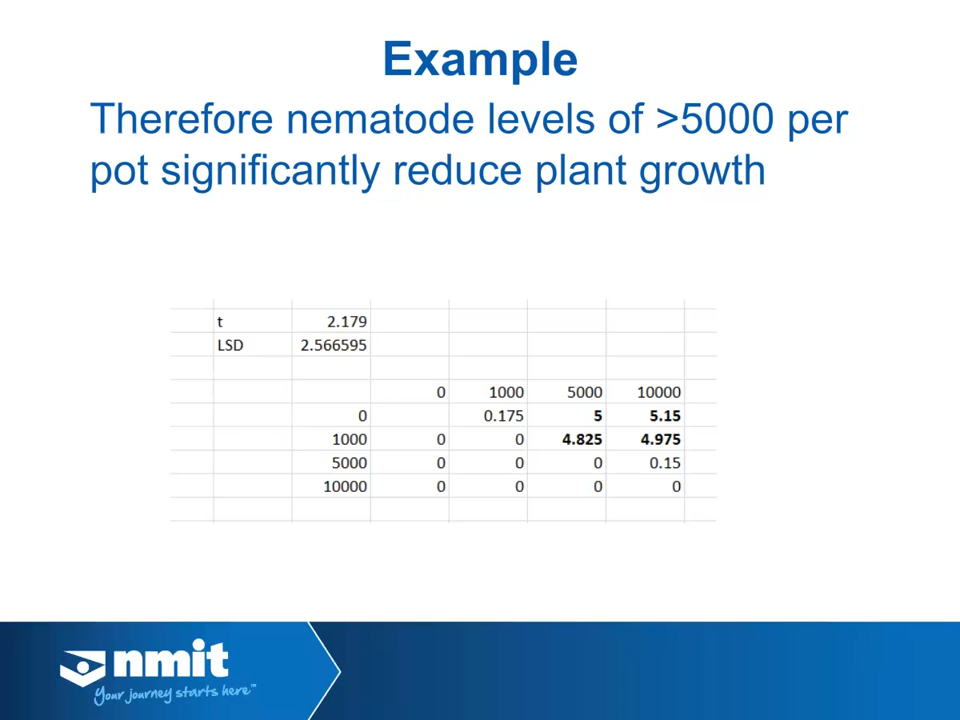 Example
Therefore nematode levels of >5000 per
pot significantly reduce plant growth
t 2.179
LSD 2.566595
0 1000 5000 10000
0 0.175 5 5.15
1000 0 0 4.825 4.975
5000 0 0 0 0.15
10000 0 0 0 0
nmit
Your journey starts here™